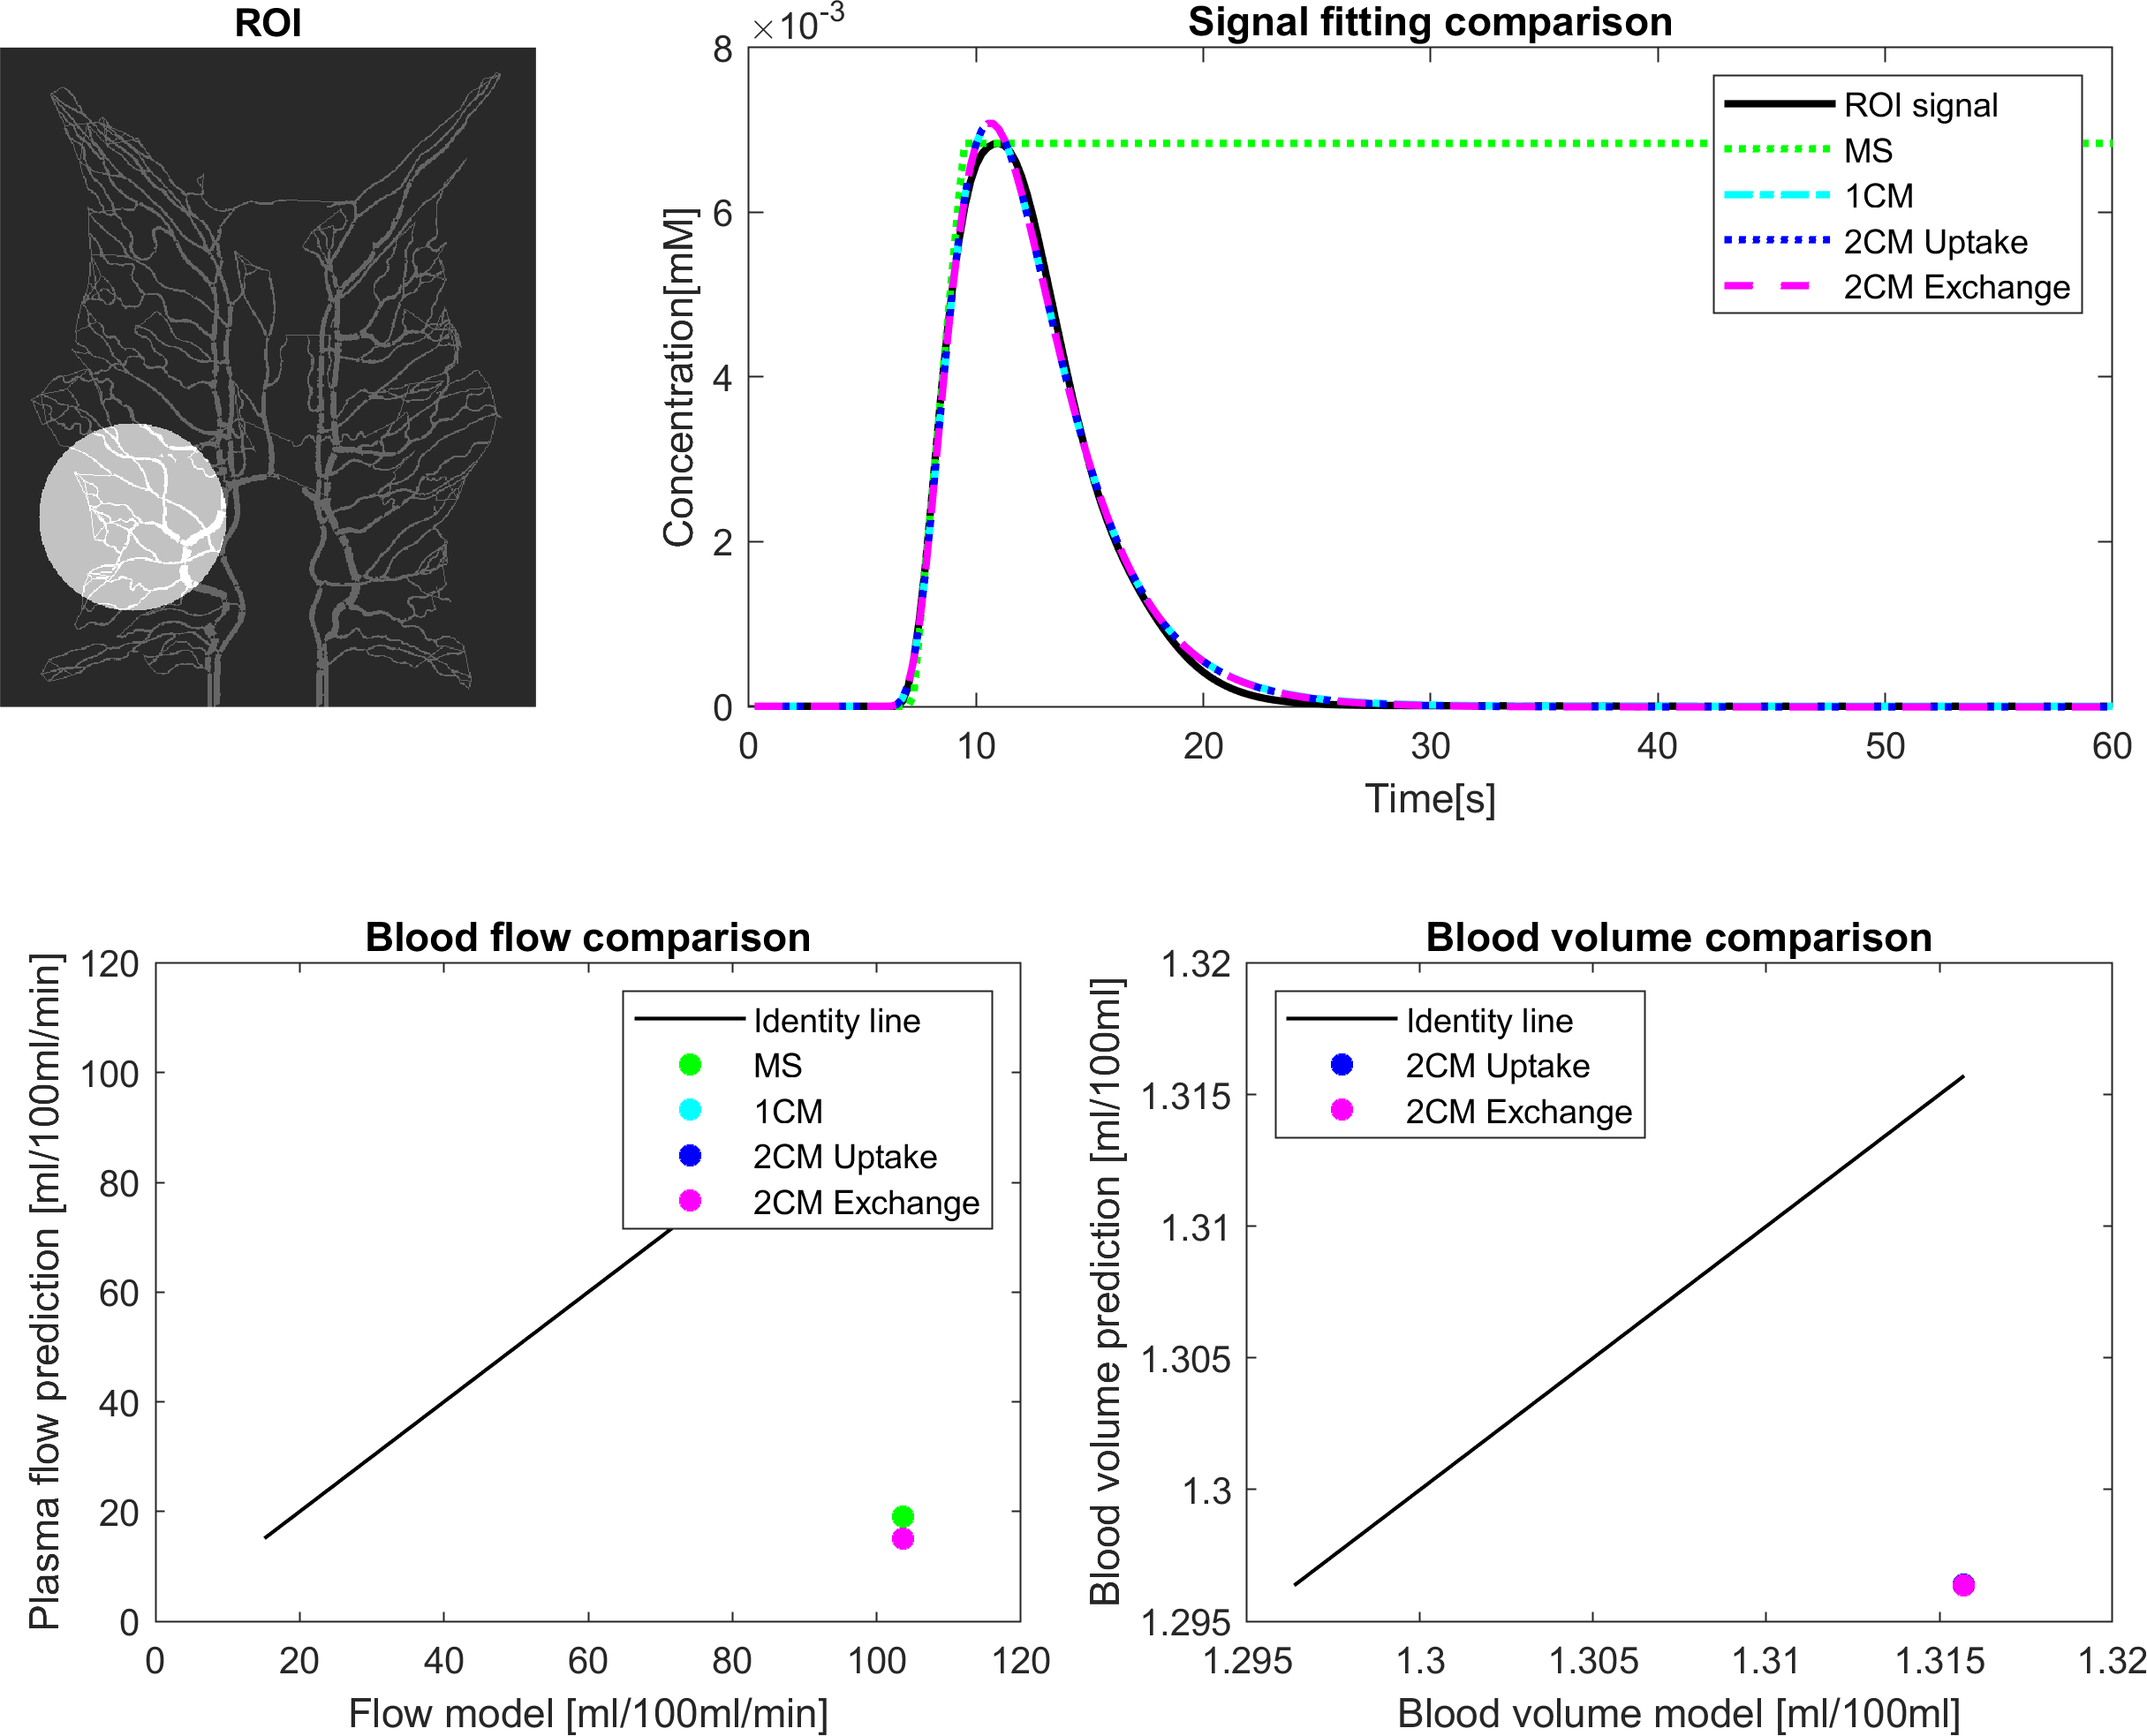 ROI
Signal fitting comparison
×10⁻³
8
6
4
2
0
Concentration[mM]
0 10 20 30 40 50 60
Time[s]
ROI signal
MS
1CM
2CM Uptake
2CM Exchange
Blood flow comparison
120
100
80
60
40
20
0
Plasma flow prediction [ml/100ml/min]
0 20 40 60 80 100 120
Flow model [ml/100ml/min]
Identity line
MS
1CM
2CM Uptake
2CM Exchange
Blood volume comparison
1.32
1.315
1.31
1.305
1.3
1.295
Blood volume prediction [ml/100ml]
1.295 1.3 1.305 1.31 1.315 1.32
Blood volume model [ml/100ml]
Identity line
2CM Uptake
2CM Exchange